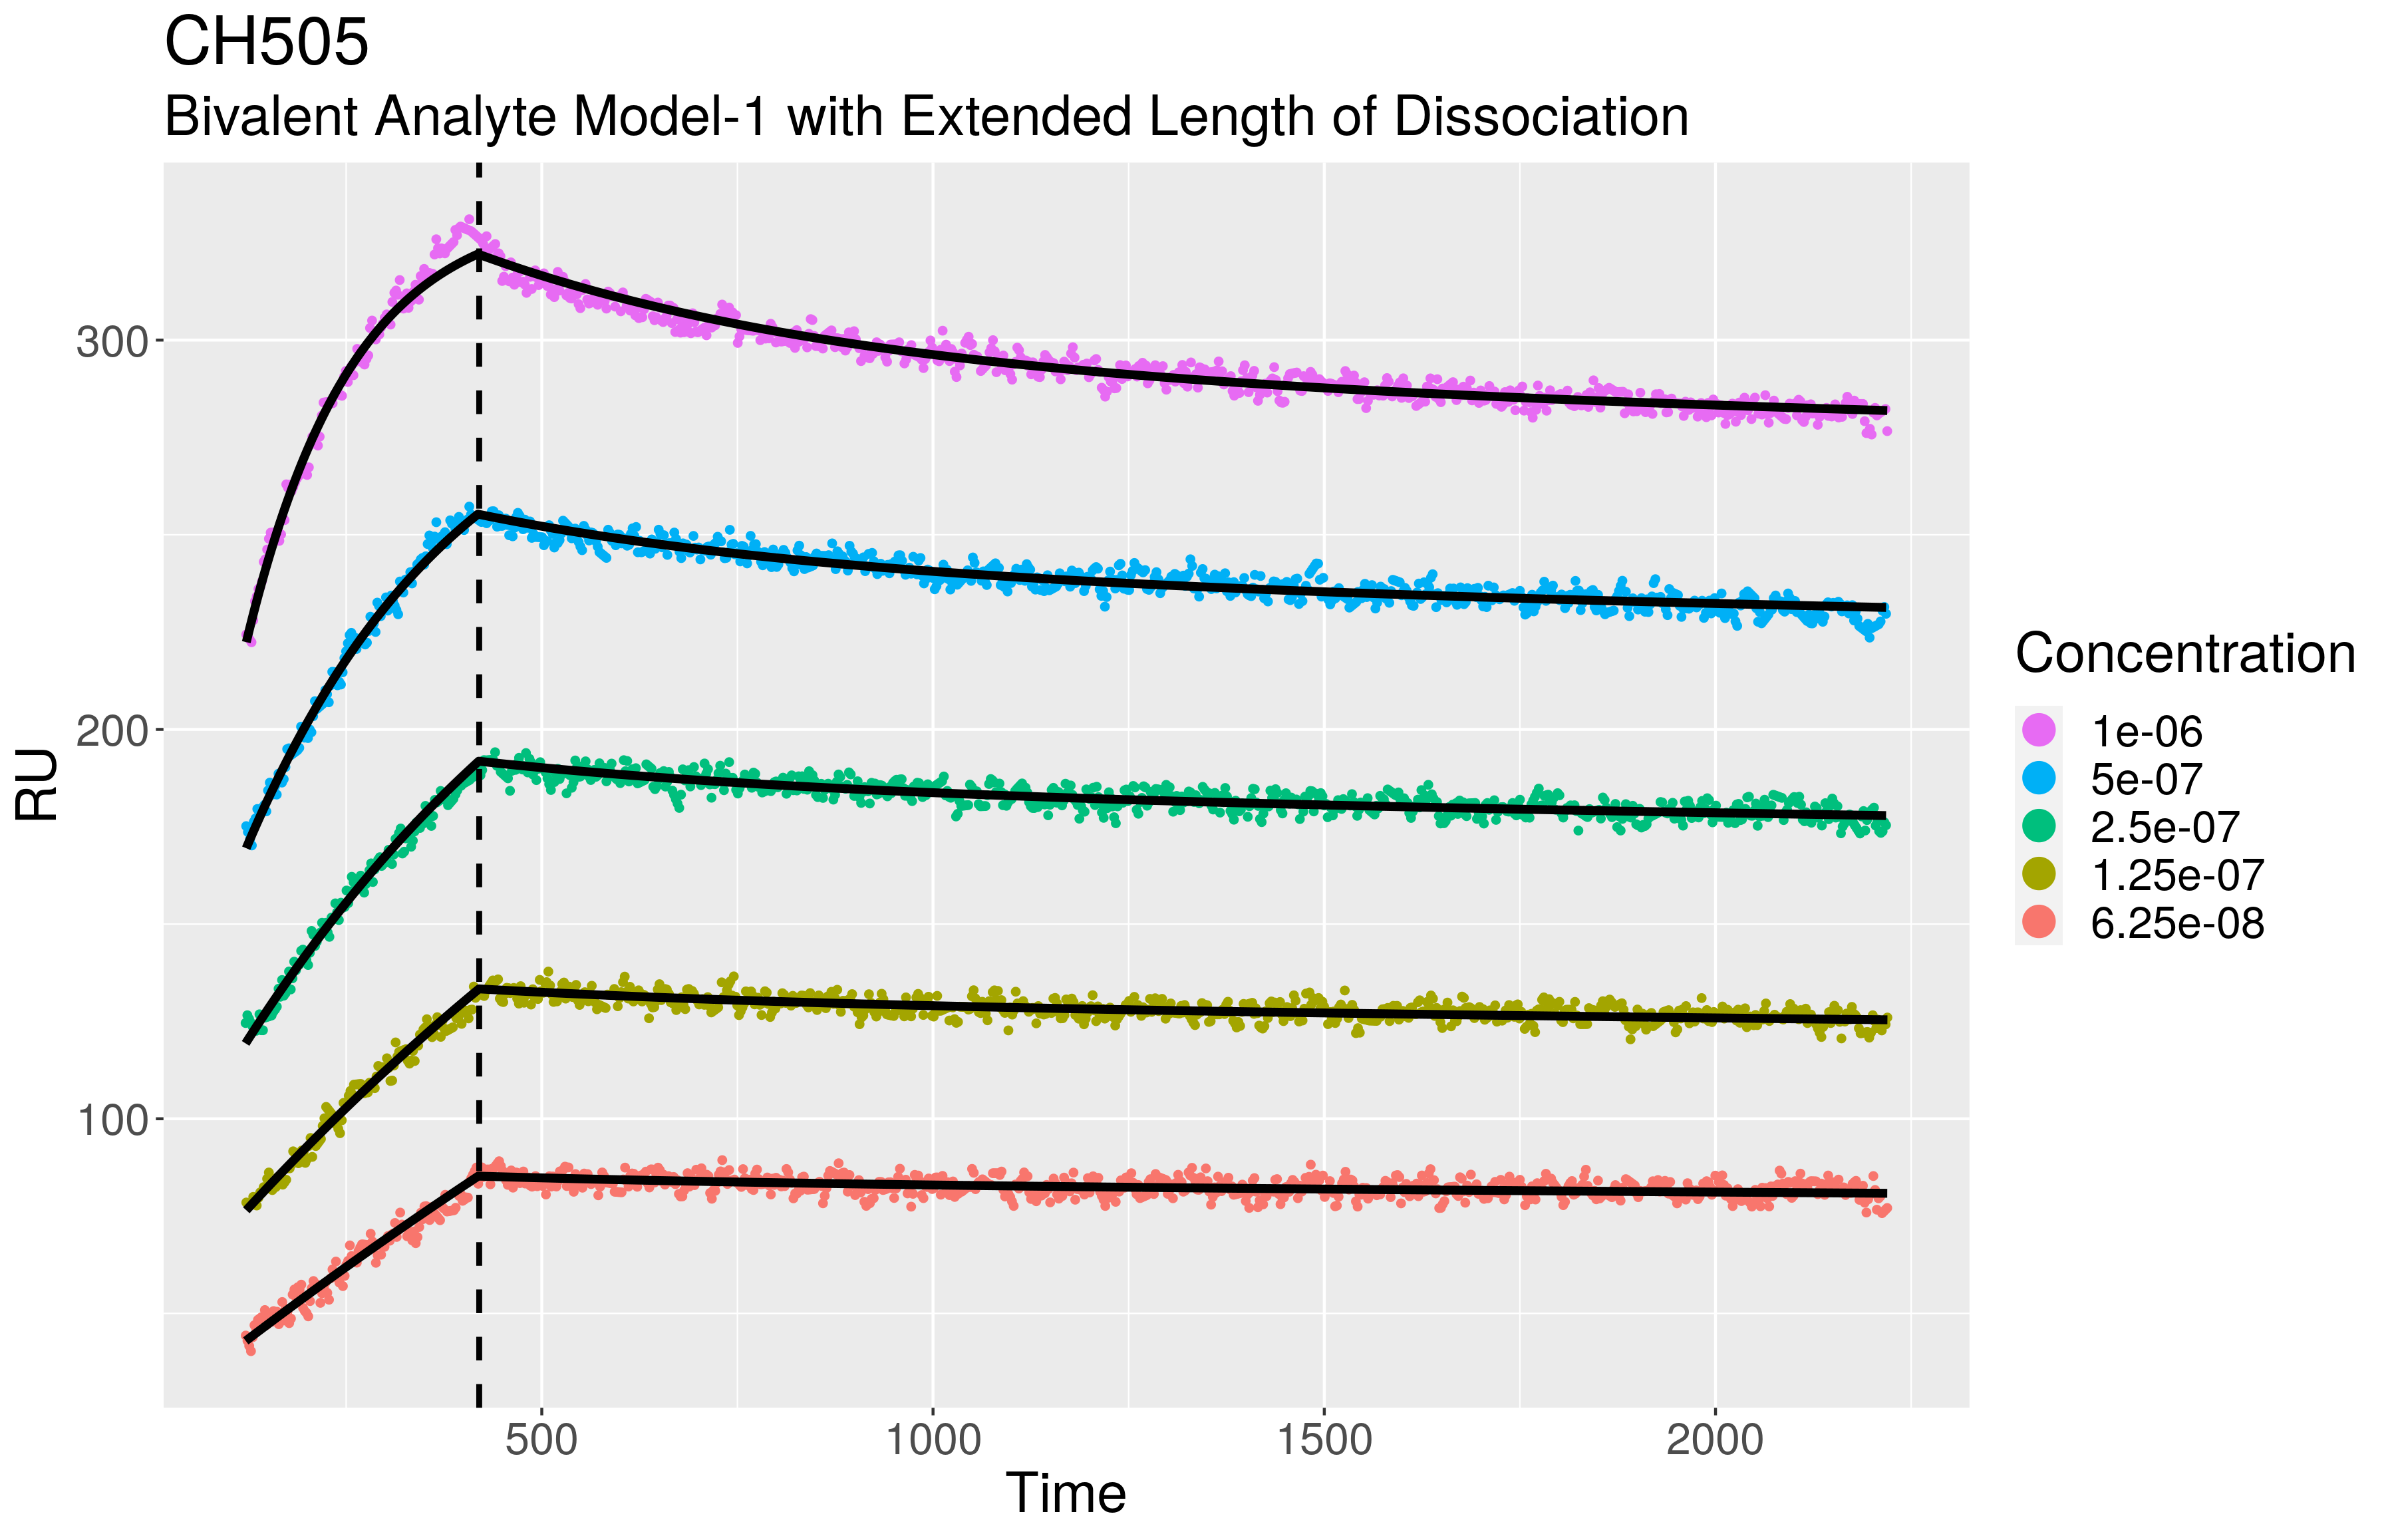 CH505
Bivalent Analyte Model-1 with Extended Length of Dissociation
300
200
100
RU
500 1000 1500 2000
Time
Concentration
1e-06
5e-07
2.5e-07
1.25e-07
6.25e-08